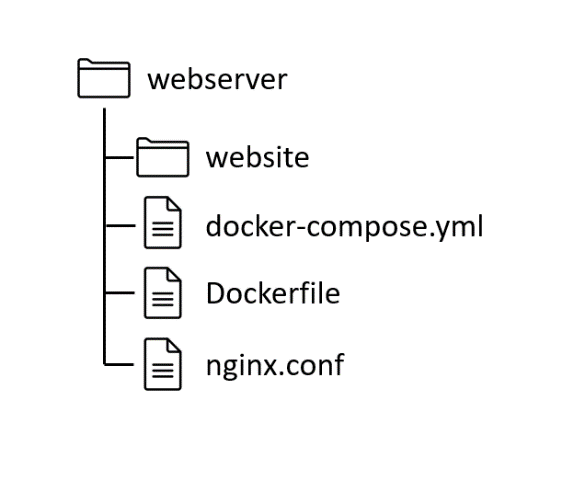 webserver
website
docker-compose.yml
Dockerfile
nginx.conf